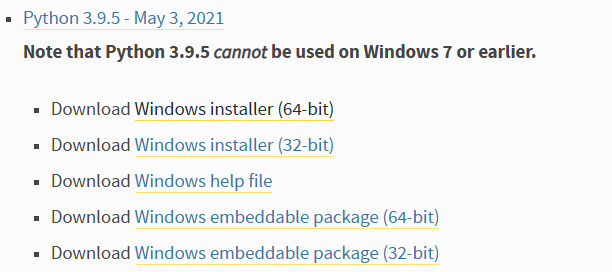 Python 3.9.5 - May 3, 2021
Note that Python 3.9.5 cannot be used on Windows 7 or earlier.
Download Windows installer (64-bit)
Download Windows installer (32-bit)
Download Windows help file
Download Windows embeddable package (64-bit)
Download Windows embeddable package (32-bit)